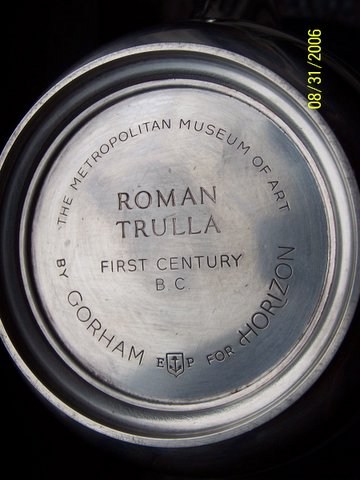 THE METROPOLITAN MUSEUM OF ART
ROMAN
TRULLA
FIRST CENTURY
B C
BY GORHAM E P FOR HORIZON
08/31/2006